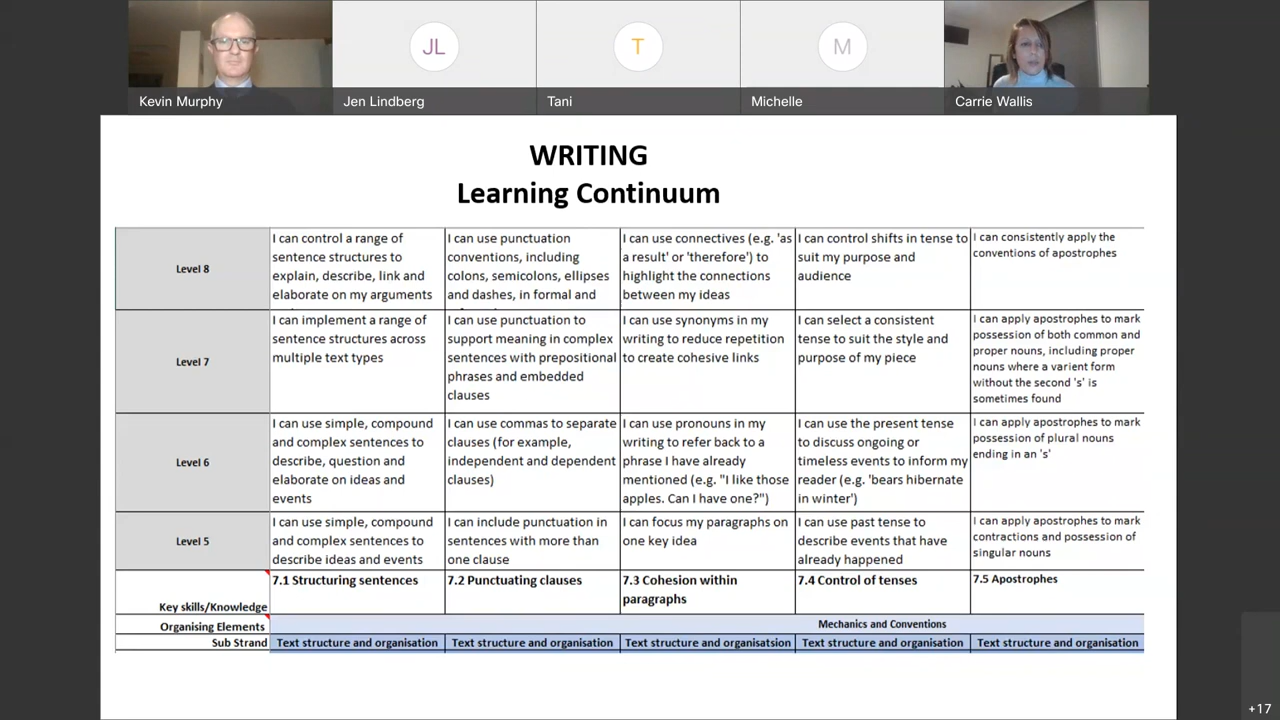 JL
T
M
Kevin Murphy
Jen Lindberg
Tani
Michelle
Carrie Wallis
WRITING
Learning Continuum
Level 8
I can control a range of
sentence structures to
explain, describe, link and
elaborate on my arguments
I can use punctuation
conventions, including
colons, semicolons, ellipses
and dashes, in formal and
I can use connectives (e.g. 'as
a result' or 'therefore') to
highlight the connections
between my ideas
I can control shifts in tense to
suit my purpose and
audience
I can consistently apply the
conventions of apostrophes
Level 7
I can implement a range of
sentence structures across
multiple text types
I can use punctuation to
support meaning in complex
sentences with prepositional
phrases and embedded
clauses
I can use synonyms in my
writing to reduce repetition
to create cohesive links
I can select a consistent
tense to suit the style and
purpose of my piece
I can apply apostrophes to mark
possession of both common and
proper nouns, including proper
nouns where a varient form
without the second 's' is
sometimes found
Level 6
I can use simple, compound
and complex sentences to
describe, question and
elaborate on ideas and
events
I can use commas to separate
clauses (for example,
independent and dependent
clauses)
I can use pronouns in my
writing to refer back to a
phrase I have already
mentioned (e.g. "I like those
apples. Can I have one?")
I can use the present tense
to discuss ongoing or
timeless events to inform my
reader (e.g. 'bears hibernate
in winter')
I can apply apostrophes to mark
possession of plural nouns
ending in an 's'
Level 5
I can use simple, compound
and complex sentences to
describe ideas and events
I can include punctuation in
sentences with more than
one clause
I can focus my paragraphs on
one key idea
I can use past tense to
describe events that have
already happened
I can apply apostrophes to mark
contractions and possession of
singular nouns
Key skills/Knowledge
7.1 Structuring sentences
7.2 Punctuating clauses
7.3 Cohesion within
paragraphs
7.4 Control of tenses
7.5 Apostrophes
Organising Elements
Mechanics and Conventions
Sub Strand
Text structure and organisation
Text structure and organisation
Text structure and organisatsion
Text structure and organisation
Text structure and organisation
+17